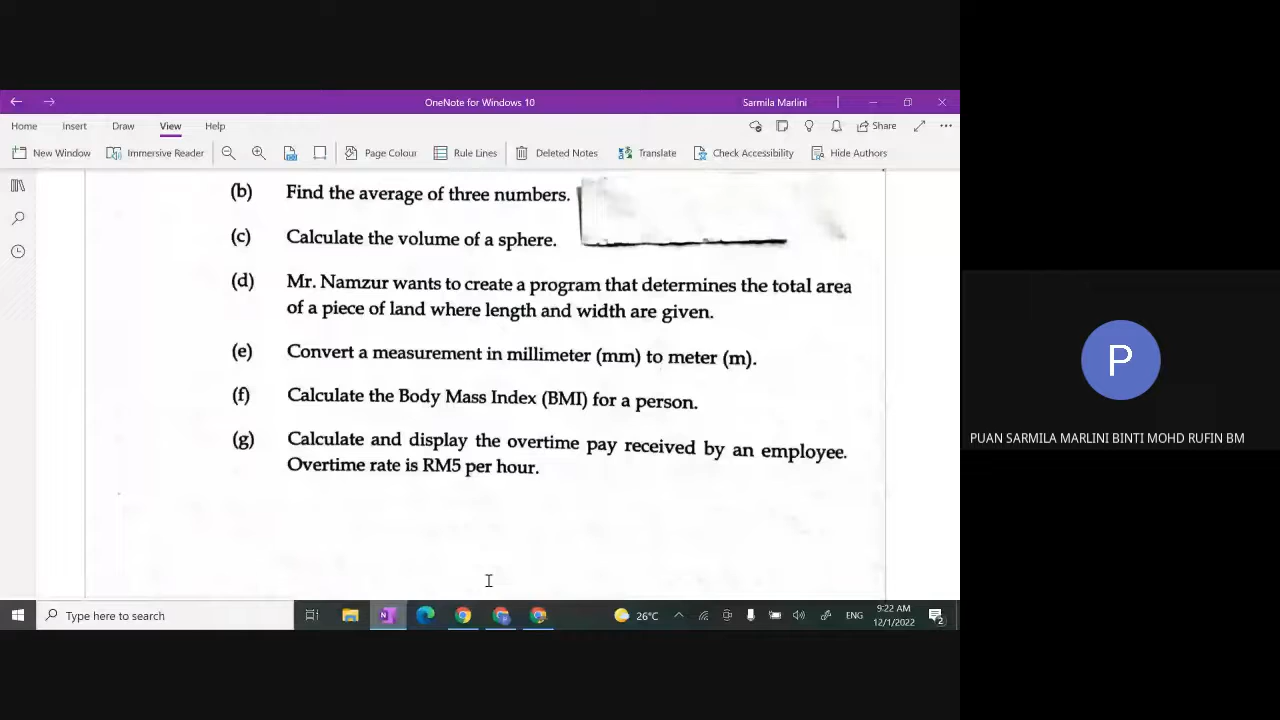 OneNote for Windows 10
Sarmila Marlini
Home Insert Draw View Help
Share
New Window Immersive Reader Page Colour Rule Lines Deleted Notes Translate Check Accessibility Hide Authors
(b) Find the average of three numbers.
(c) Calculate the volume of a sphere.
(d) Mr. Namzur wants to create a program that determines the total area
of a piece of land where length and width are given.
(e) Convert a measurement in millimeter (mm) to meter (m).
(f) Calculate the Body Mass Index (BMI) for a person.
(g) Calculate and display the overtime pay received by an employee.
Overtime rate is RM5 per hour.
P
PUAN SARMILA MARLINI BINTI MOHD RUFIN BM
Type here to search
26°C
ENG
9:22 AM
12/1/2022
2